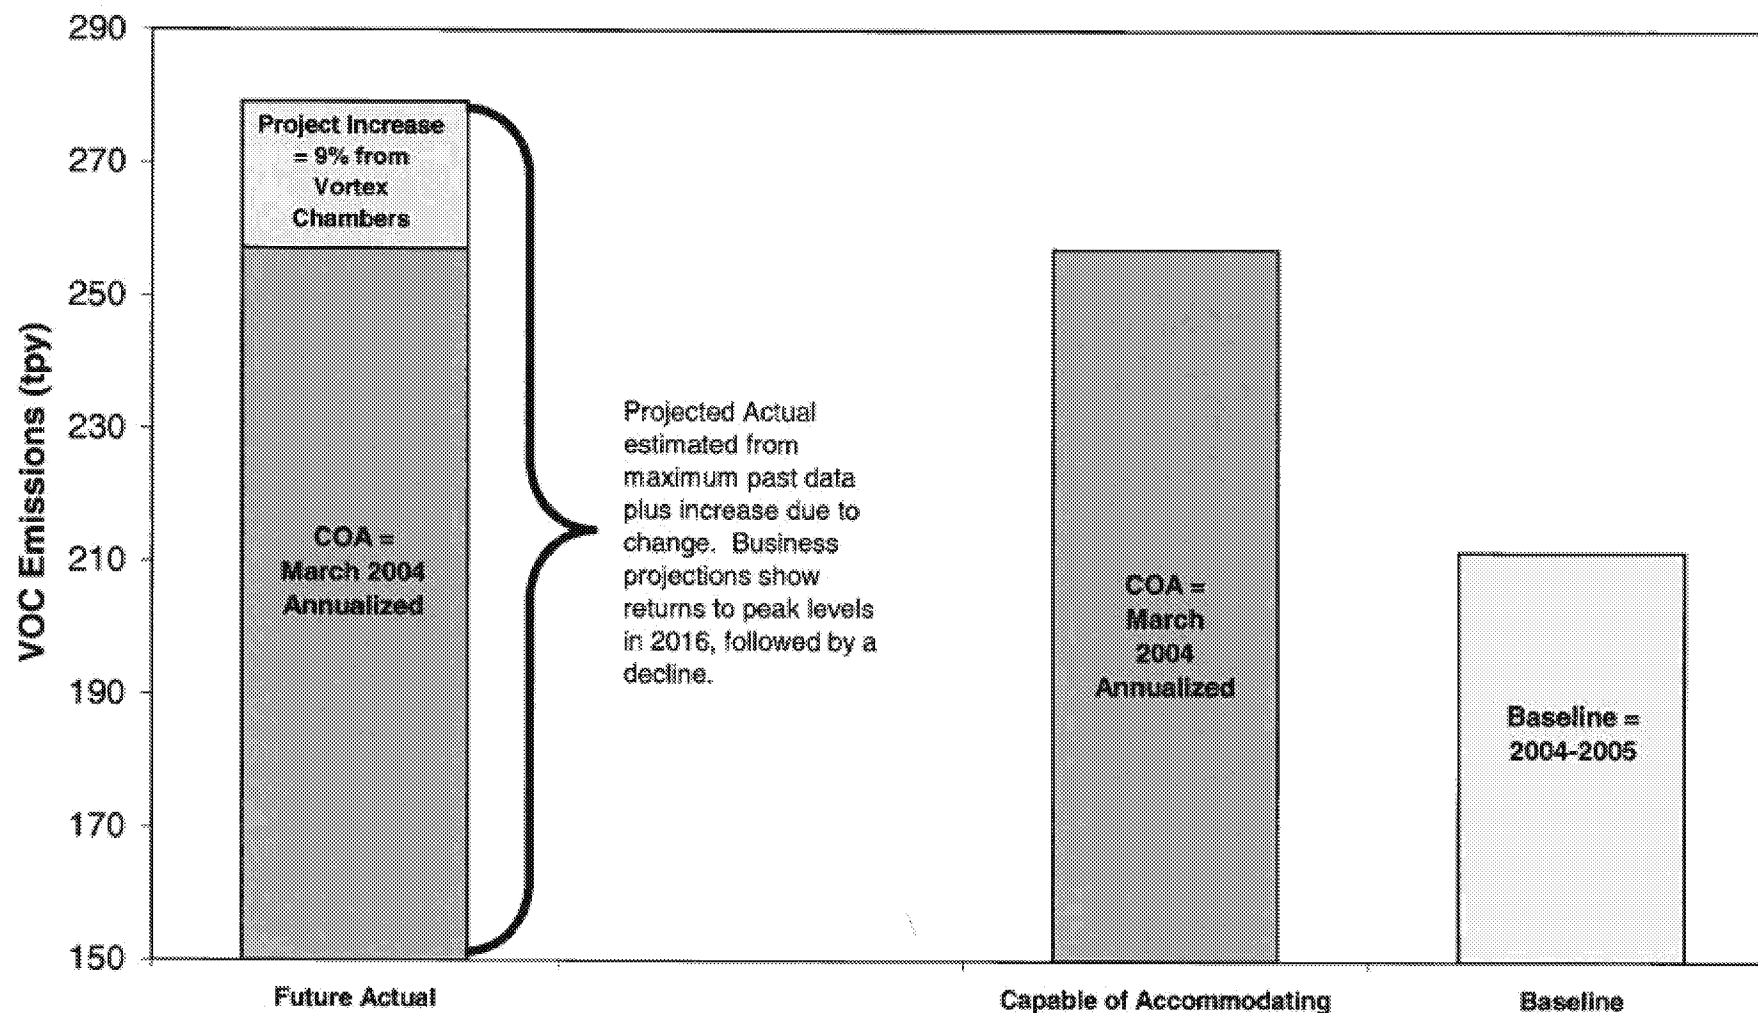 290
270
250
230
210
190
170
150
VOC Emissions (tpy)
Project Increase
= 9% from
Vortex
Chambers
COA =
March 2004
Annualized
Projected Actual
estimated from
maximum past data
plus increase due to
change.  Business
projections show
returns to peak levels
in 2016, followed by a
decline.
COA =
March
2004
Annualized
Baseline =
2004-2005
Future Actual
Capable of Accommodating
Baseline